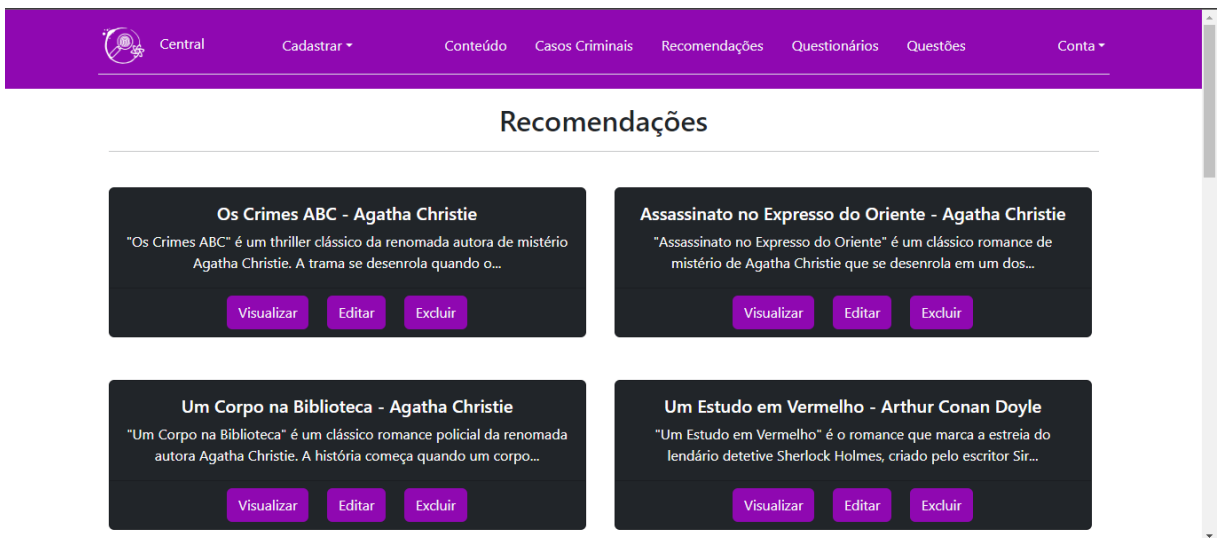 Central Cadastrar Conteúdo Casos Criminais Recomendações Questionários Questões Conta
Recomendações
Os Crimes ABC - Agatha Christie
"Os Crimes ABC" é um thriller clássico da renomada autora de mistério
Agatha Christie. A trama se desenrola quando o...
Visualizar Editar Excluir
Assassinato no Expresso do Oriente - Agatha Christie
"Assassinato no Expresso do Oriente" é um clássico romance de
mistério de Agatha Christie que se desenrola em um dos...
Visualizar Editar Excluir
Um Corpo na Biblioteca - Agatha Christie
"Um Corpo na Biblioteca" é um clássico romance policial da renomada
autora Agatha Christie. A história começa quando um corpo...
Visualizar Editar Excluir
Um Estudo em Vermelho - Arthur Conan Doyle
"Um Estudo em Vermelho" é o romance que marca a estreia do
lendário detetive Sherlock Holmes, criado pelo escritor Sir...
Visualizar Editar Excluir